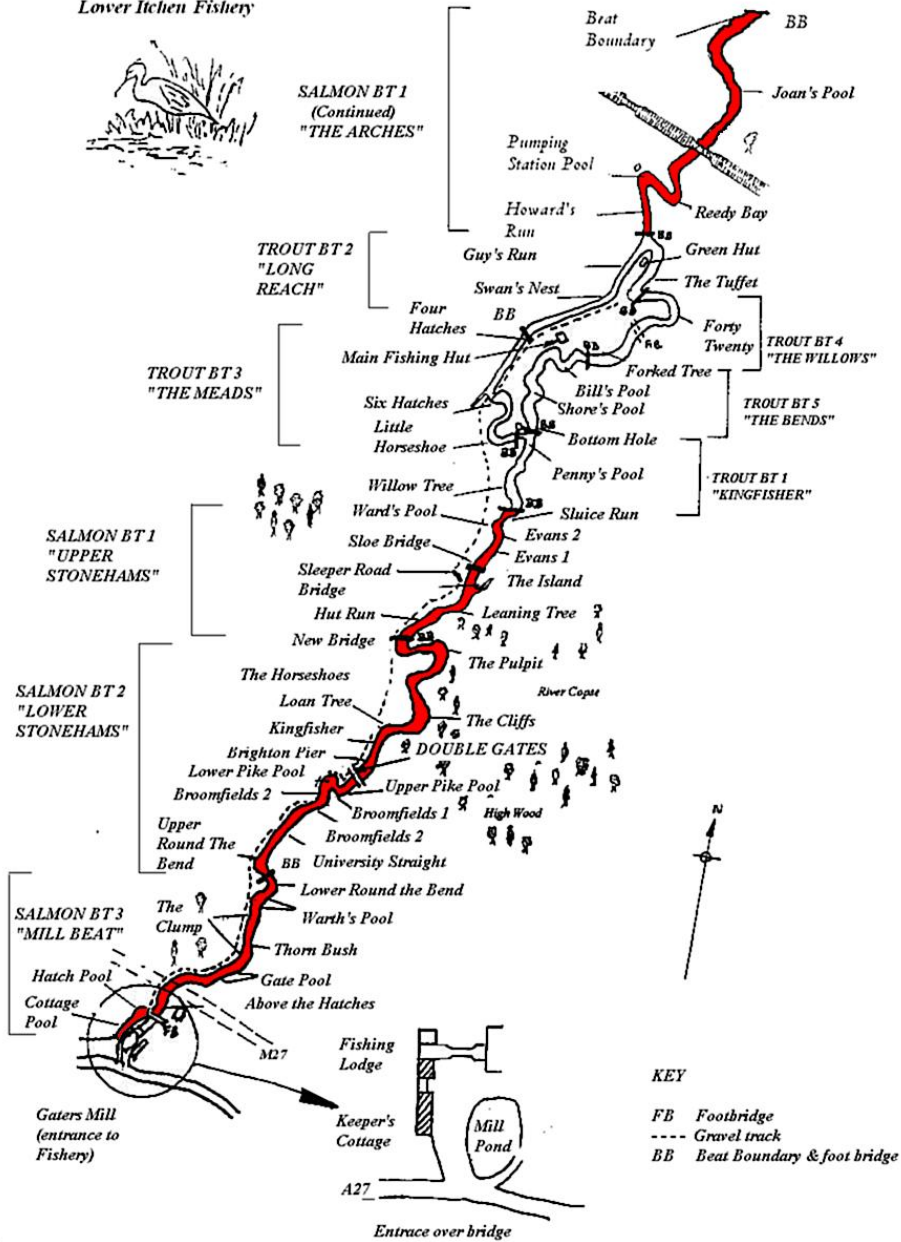 Lower Itchen Fishery
Beat
Boundary
BB
SALMON BT 1
(Continued)
"THE ARCHES"
Joan's Pool
Pumping
Station Pool
Reedy Bay
Howard's
Run
BB
TROUT BT 2
"LONG
REACH"
Guy's Run
Green Hut
The Tuffet
Swan's Nest
BB
Four
Hatches
BB
Forty
Twenty
TROUT BT 4
"THE WILLOWS"
Main Fishing Hut
BB
Forked Tree
TROUT BT 3
"THE MEADS"
Bill's Pool
Shore's Pool
TROUT BT 5
"THE BENDS"
Six Hatches
Little
Horseshoe
BB
BB
Bottom Hole
Penny's Pool
TROUT BT 1
"KINGFISHER"
Willow Tree
BB
Ward's Pool
Sluice Run
SALMON BT 1
"UPPER
STONEHAMS"
Evans 2
Sloe Bridge
Evans 1
Sleeper Road
Bridge
The Island
Hut Run
Leaning Tree
New Bridge
BB
The Pulpit
SALMON BT 2
"LOWER
STONEHAMS"
The Horseshoes
River Copse
Loan Tree
The Cliffs
Kingfisher
Brighton Pier
DOUBLE GATES
Lower Pike Pool
Upper Pike Pool
Broomfields 2
Broomfields 1
High Wood
Broomfields 2
Upper
Round The
Bend
BB
University Straight
N
Lower Round the Bend
SALMON BT 3
"MILL BEAT"
The
Clump
Warth's Pool
Thorn Bush
Hatch Pool
Gate Pool
Cottage
Pool
Above the Hatches
FB
M27
Fishing
Lodge
KEY
Gaters Mill
(entrance to
Fishery)
Keeper's
Cottage
Mill
Pond
FB Footbridge
---- Gravel track
BB Beat Boundary & foot bridge
A27
Entrace over bridge